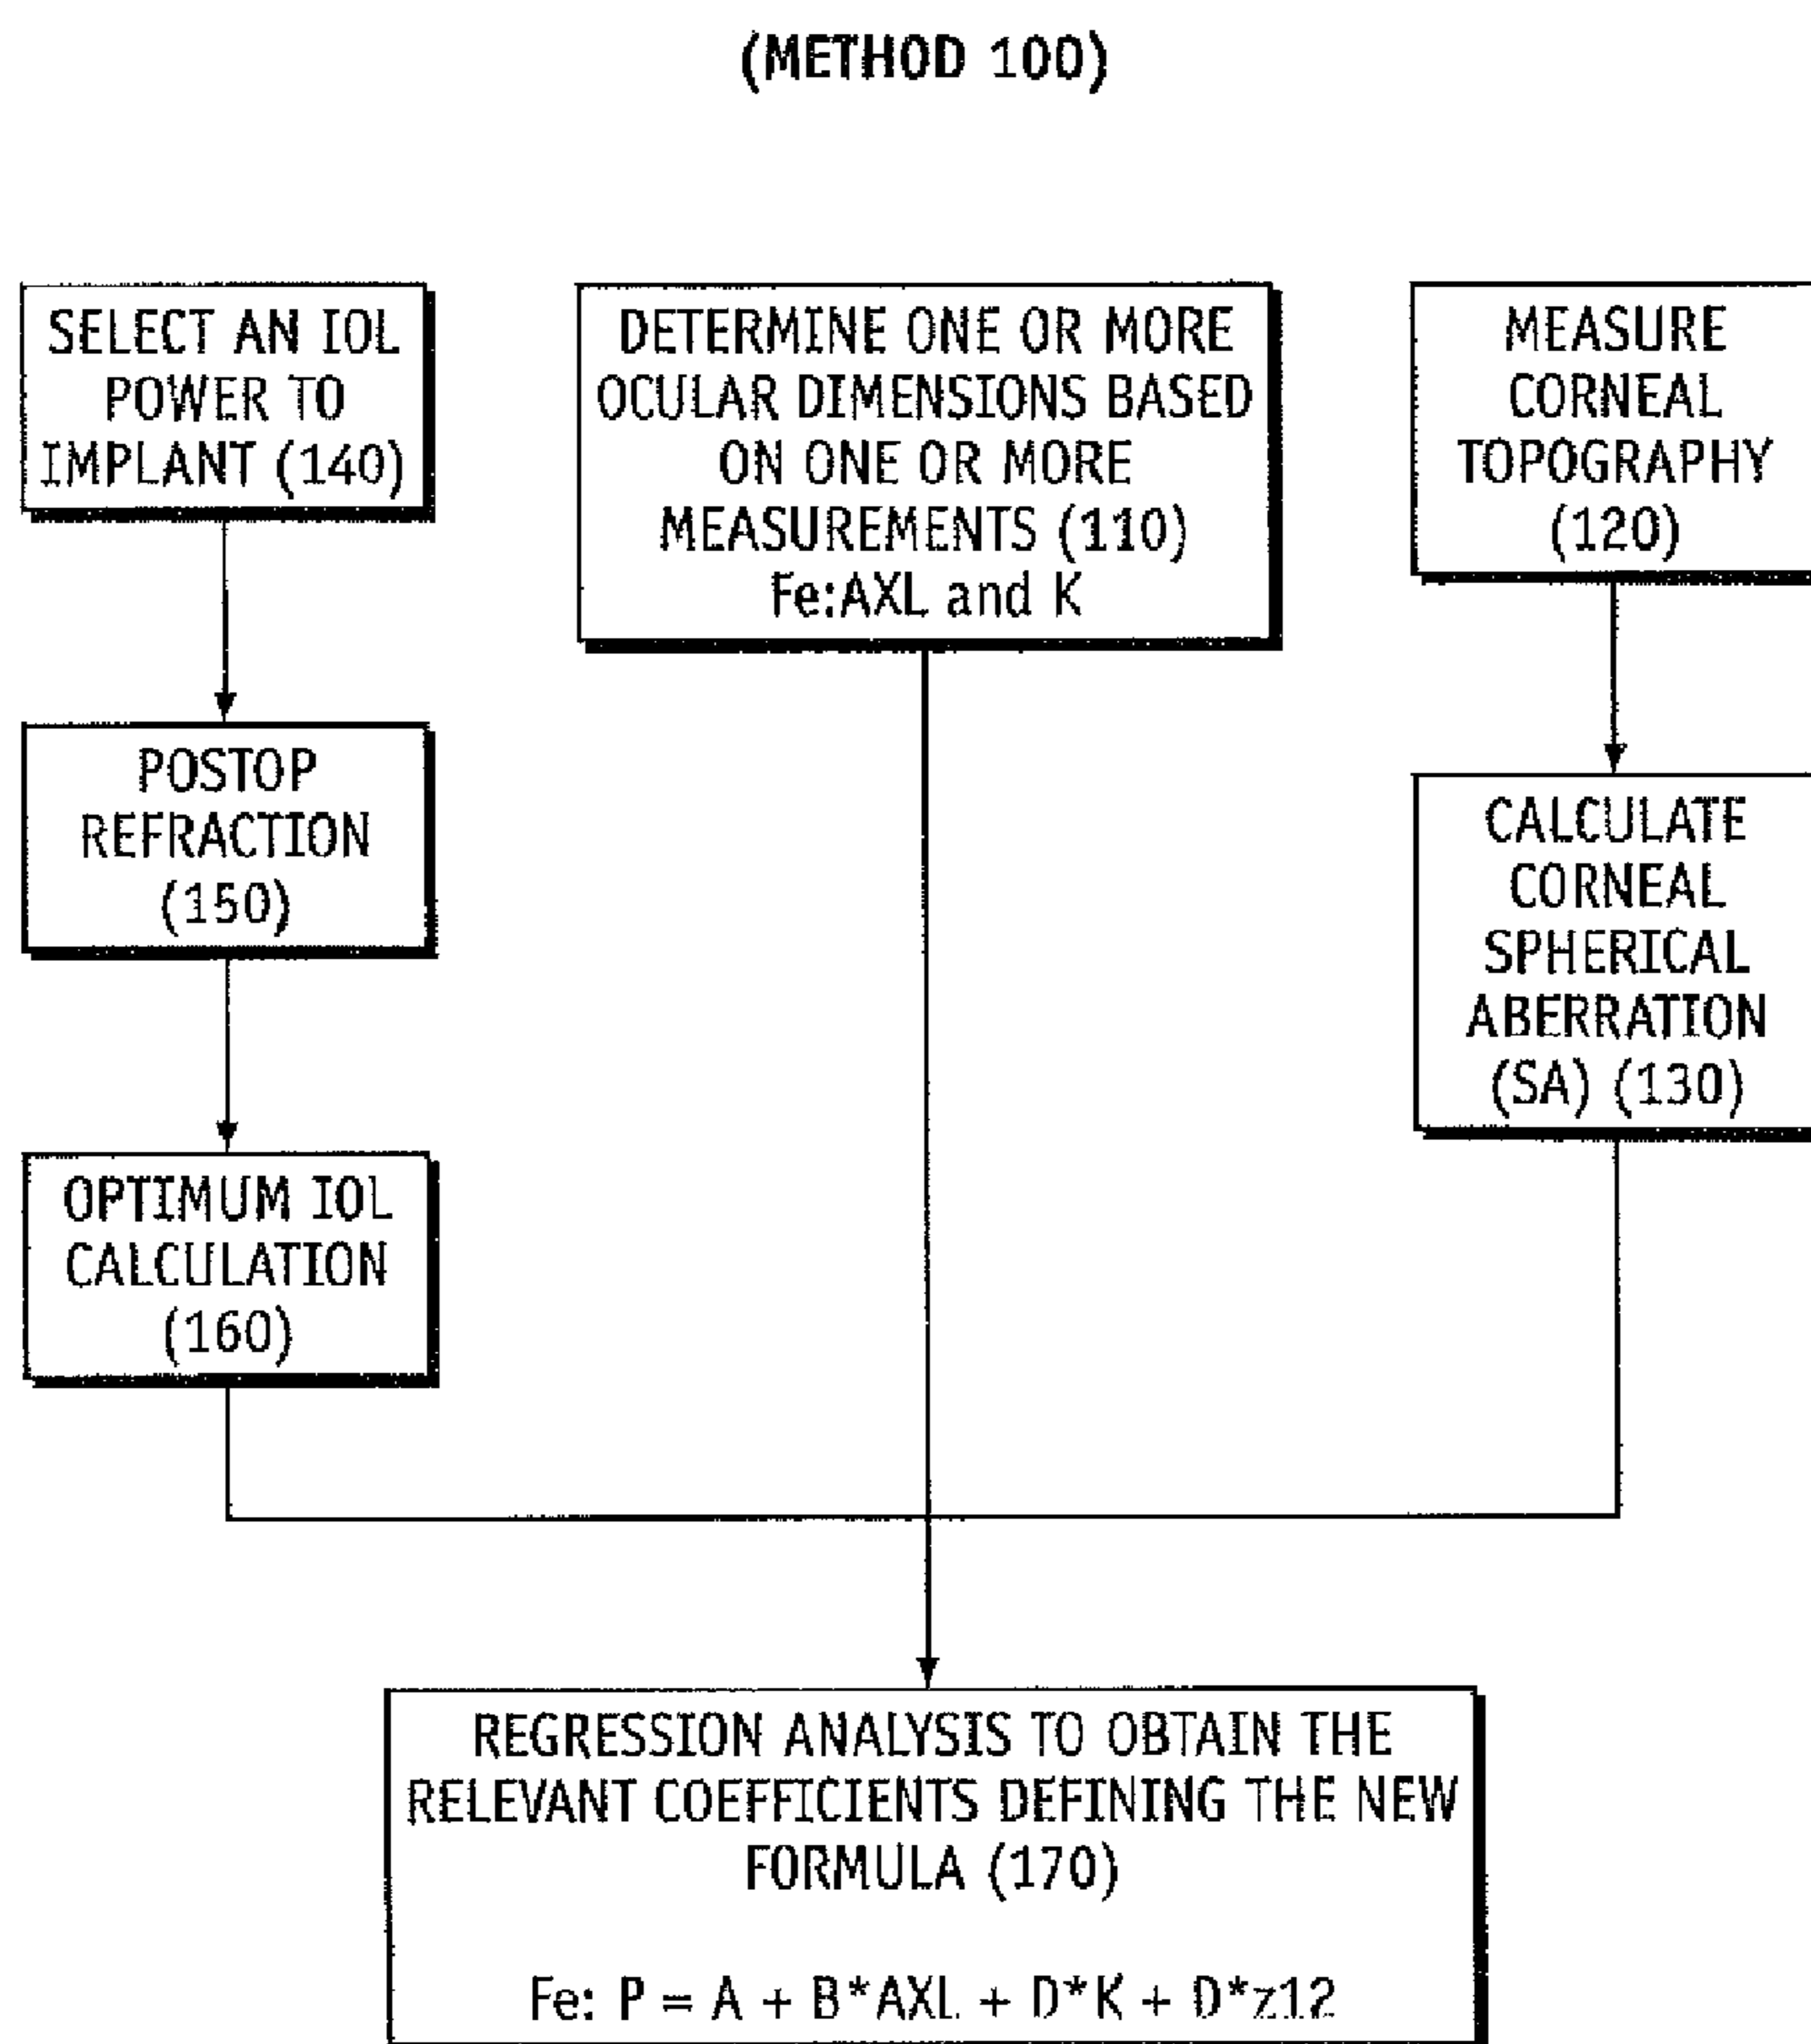 (METHOD 100)
SELECT AN IOL
POWER TO
IMPLANT (140)
POSTOP
REFRACTION
(150)
OPTIMUM IOL
CALCULATION
(160)
DETERMINE ONE OR MORE
OCULAR DIMENSIONS BASED
ON ONE OR MORE
MEASUREMENTS (110)
Fe:AXL and K
MEASURE
CORNEAL
TOPOGRAPHY
(120)
CALCULATE
CORNEAL
SPHERICAL
ABERRATION
(SA) (130)
REGRESSION ANALYSIS TO OBTAIN THE
RELEVANT COEFFICIENTS DEFINING THE NEW
FORMULA (170)
Fe: P = A + B*AXL + D*K + D*z12